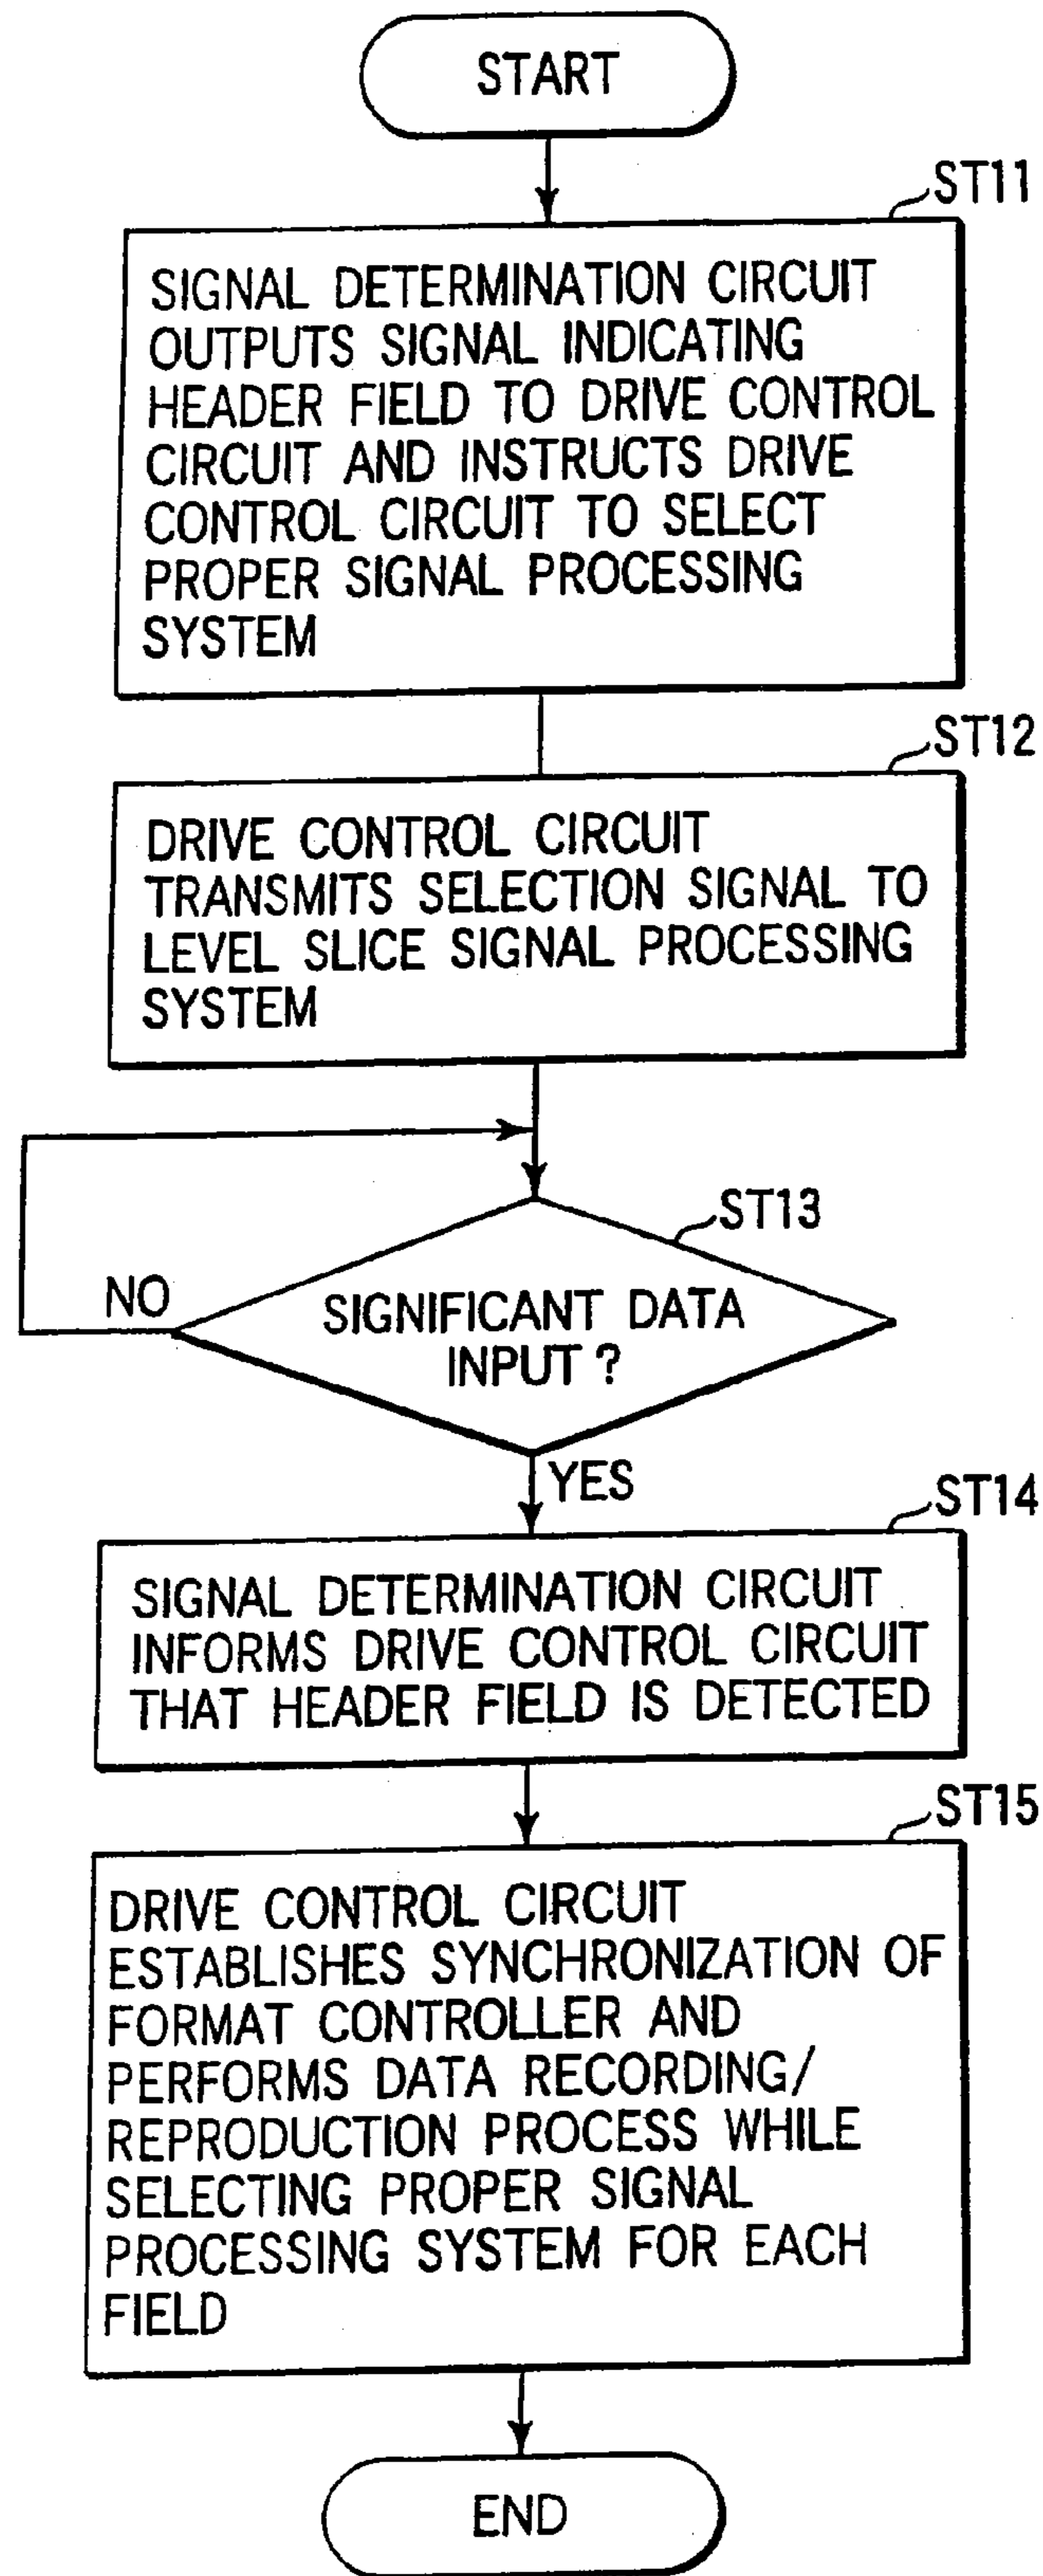 START
ST11
SIGNAL DETERMINATION CIRCUIT
OUTPUTS SIGNAL INDICATING
HEADER FIELD TO DRIVE CONTROL
CIRCUIT AND INSTRUCTS DRIVE
CONTROL CIRCUIT TO SELECT
PROPER SIGNAL PROCESSING
SYSTEM
ST12
DRIVE CONTROL CIRCUIT
TRANSMITS SELECTION SIGNAL TO
LEVEL SLICE SIGNAL PROCESSING
SYSTEM
ST13
NO
SIGNIFICANT DATA
INPUT ?
YES
ST14
SIGNAL DETERMINATION CIRCUIT
INFORMS DRIVE CONTROL CIRCUIT
THAT HEADER FIELD IS DETECTED
ST15
DRIVE CONTROL CIRCUIT
ESTABLISHES SYNCHRONIZATION OF
FORMAT CONTROLLER AND
PERFORMS DATA RECORDING/
REPRODUCTION PROCESS WHILE
SELECTING PROPER SIGNAL
PROCESSING SYSTEM FOR EACH
FIELD
END